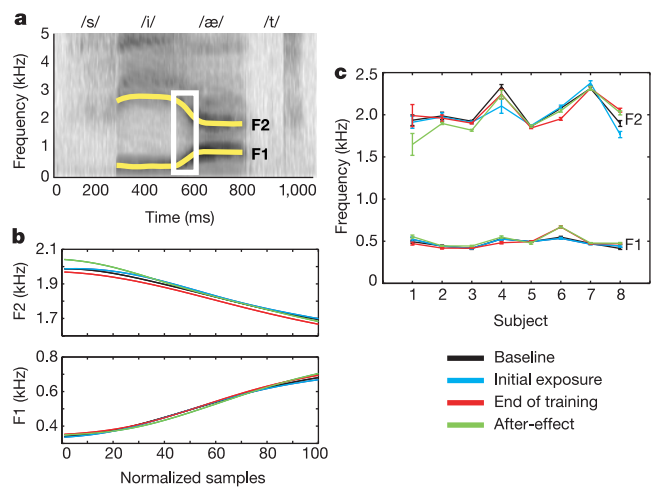 a
/s/ /i/ /æ/ /t/
Frequency (kHz)
5
4
3
2
1
0
F2
F1
0 200 400 600 800 1,000
Time (ms)
b
F2 (kHz)
2.1
1.9
1.7
F1 (kHz)
0.8
0.6
0.4
0 20 40 60 80 100
Normalized samples
c
Frequency (kHz)
2.5
2.0
1.5
1.0
0.5
0
F2
F1
1 2 3 4 5 6 7 8
Subject
Baseline
Initial exposure
End of training
After-effect